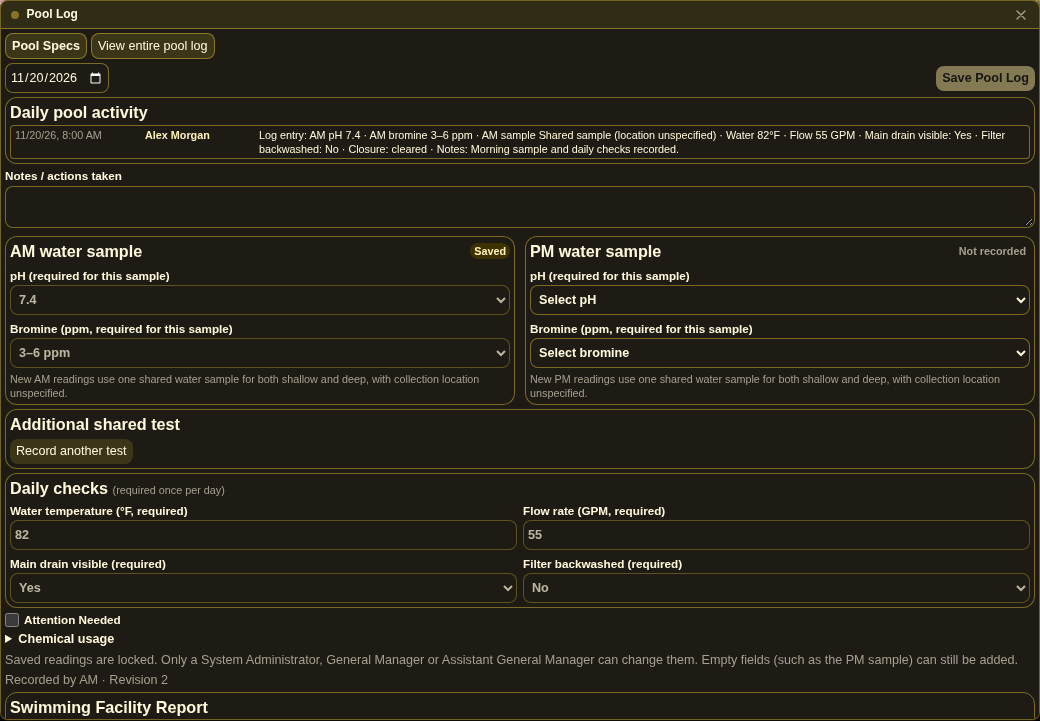 Pool Log
Pool Specs
View entire pool log
11/20/2026
Save Pool Log
Daily pool activity
11/20/26, 8:00 AM
Alex Morgan
Log entry: AM pH 7.4 · AM bromine 3–6 ppm · AM sample Shared sample (location unspecified) · Water 82°F · Flow 55 GPM · Main drain visible: Yes · Filter
backwashed: No · Closure: cleared · Notes: Morning sample and daily checks recorded.
Notes / actions taken
AM water sample
Saved
pH (required for this sample)
7.4
Bromine (ppm, required for this sample)
3–6 ppm
New AM readings use one shared water sample for both shallow and deep, with collection location
unspecified.
PM water sample
Not recorded
pH (required for this sample)
Select pH
Bromine (ppm, required for this sample)
Select bromine
New PM readings use one shared water sample for both shallow and deep, with collection location
unspecified.
Additional shared test
Record another test
Daily checks (required once per day)
Water temperature (°F, required)
82
Flow rate (GPM, required)
55
Main drain visible (required)
Yes
Filter backwashed (required)
No
Attention Needed
Chemical usage
Saved readings are locked. Only a System Administrator, General Manager or Assistant General Manager can change them. Empty fields (such as the PM sample) can still be added.
Recorded by AM · Revision 2
Swimming Facility Report